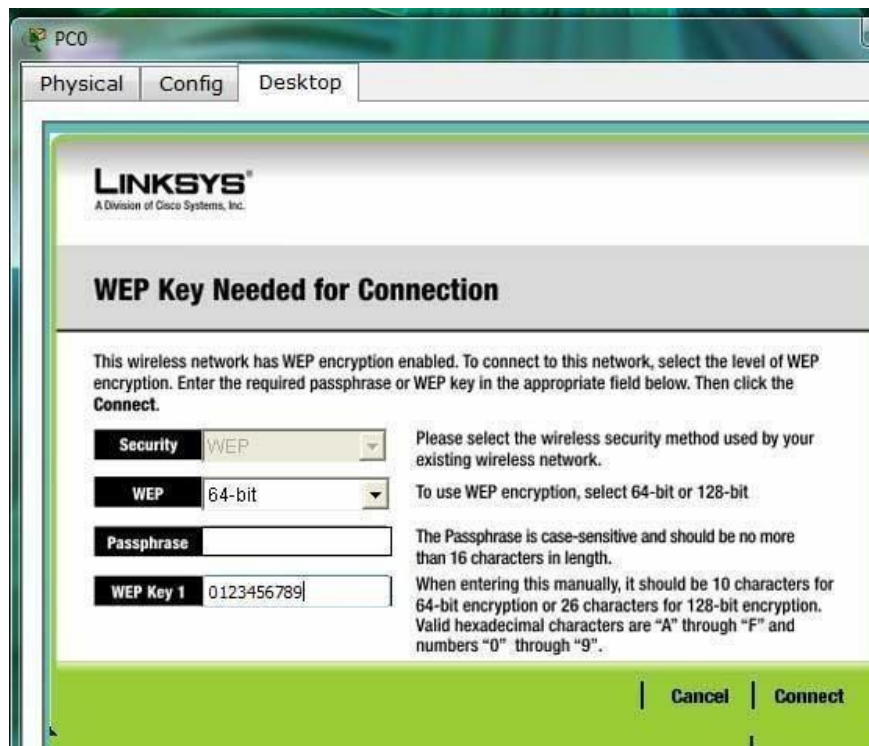 PC0
Physical Config Desktop
LINKSYS®
A Division of Cisco Systems, Inc.
WEP Key Needed for Connection
This wireless network has WEP encryption enabled. To connect to this network, select the level of WEP
encryption. Enter the required passphrase or WEP key in the appropriate field below. Then click the
Connect.
Security WEP Please select the wireless security method used by your
existing wireless network.
WEP 64-bit To use WEP encryption, select 64-bit or 128-bit
Passphrase The Passphrase is case-sensitive and should be no more
than 16 characters in length.
WEP Key 1 0123456789 When entering this manually, it should be 10 characters for
64-bit encryption or 26 characters for 128-bit encryption.
Valid hexadecimal characters are “A” through “F” and
numbers “0” through “9”.
Cancel Connect